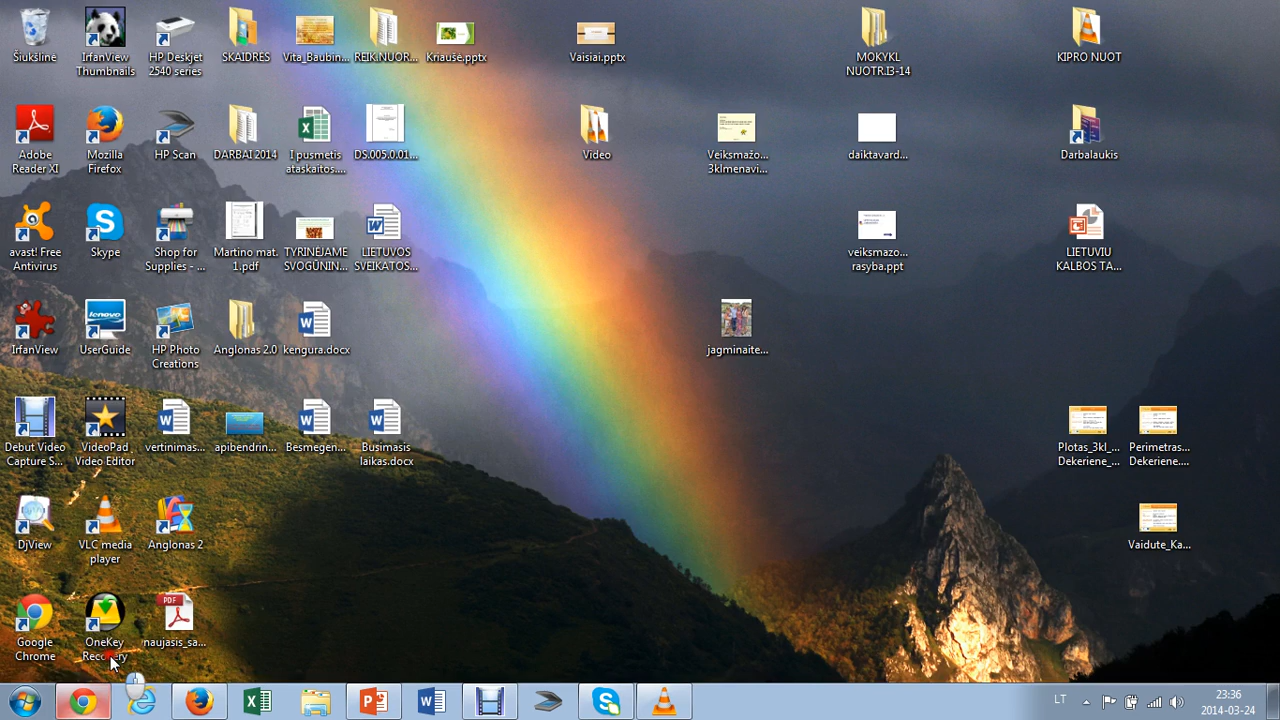 Šiukšlinė
IrfanView
Thumbnails
HP Deskjet
2540 series
SKAIDRĖS
Vita_Baubin...
REIK.NUOR...
Kriaušė.pptx
Vaisiai.pptx
MOKYKL
NUOTR.I3-14
KIPRO NUOT
Adobe
Reader XI
Mozilla
Firefox
HP Scan
DARBAI 2014
I pusmetis
ataskaitos....
DS.005.0.01...
Video
Veiksmažo...
3klmenavi...
daiktavard...
Darbalaukis
avast! Free
Antivirus
Skype
Shop for
Supplies - ...
Martino mat.
1.pdf
TYRINĖJAME
SVOGŪNIN...
LIETUVOS
SVEIKATOS...
veiksmazo...
rasyba.ppt
LIETUVIU
KALBOS TA...
IrfanView
lenovo
UserGuide
HP Photo
Creations
Anglonas 2.0
kengura.docx
jagminaite...
Debut Video
Capture S...
VideoPad
Video Editor
vertinimas...
apibendrin...
Besmegen...
Busimasis
laikas.docx
Plotas_3kl_...
Dekeriene_...
Perimetras...
Dekeriene....
DjView
VLC media
player
Anglonas 2
Vaidute_Ka...
Google
Chrome
OneKey
Recovery
PDF
naujasis_sa...
LT
23:36
2014-03-24